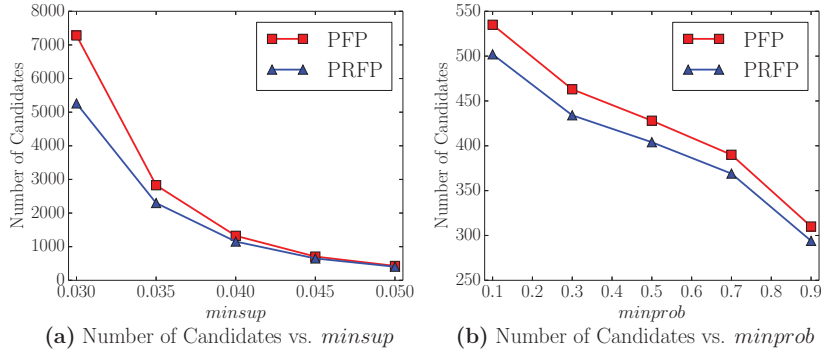 8000
7000
6000
5000
4000
3000
2000
1000
0
Number of Candidates
PFP
PRFP
0.030 0.035 0.040 0.045 0.050
minsup
(a) Number of Candidates vs. minsup
550
500
450
400
350
300
250
Number of Candidates
PFP
PRFP
0.1 0.2 0.3 0.4 0.5 0.6 0.7 0.8 0.9
minprob
(b) Number of Candidates vs. minprob